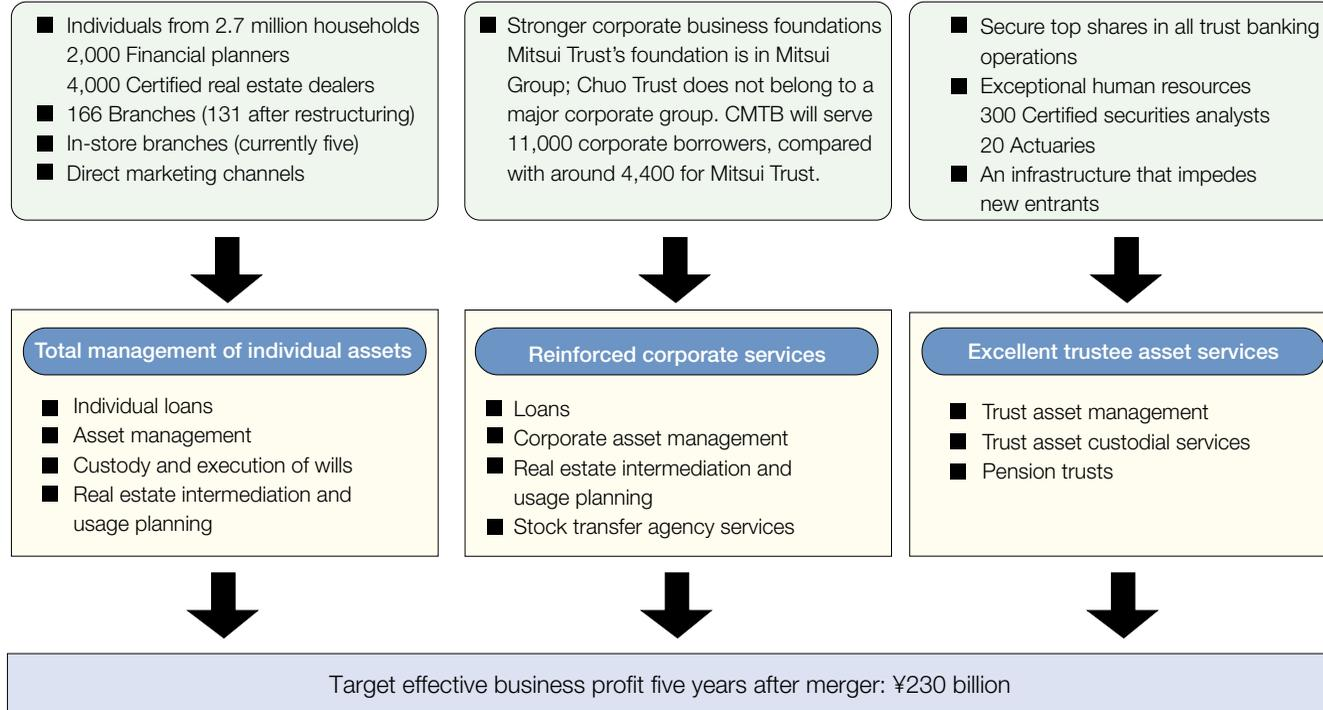 ■ Individuals from 2.7 million households
2,000 Financial planners
4,000 Certified real estate dealers
■ 166 Branches (131 after restructuring)
■ In-store branches (currently five)
■ Direct marketing channels
■ Stronger corporate business foundations
Mitsui Trust’s foundation is in Mitsui
Group; Chuo Trust does not belong to a
major corporate group. CMTB will serve
11,000 corporate borrowers, compared
with around 4,400 for Mitsui Trust.
■ Secure top shares in all trust banking
operations
■ Exceptional human resources
300 Certified securities analysts
20 Actuaries
■ An infrastructure that impedes
new entrants
Total management of individual assets
■ Individual loans
■ Asset management
■ Custody and execution of wills
■ Real estate intermediation and
usage planning
Reinforced corporate services
■ Loans
■ Corporate asset management
■ Real estate intermediation and
usage planning
■ Stock transfer agency services
Excellent trustee asset services
■ Trust asset management
■ Trust asset custodial services
■ Pension trusts
Target effective business profit five years after merger: ¥230 billion